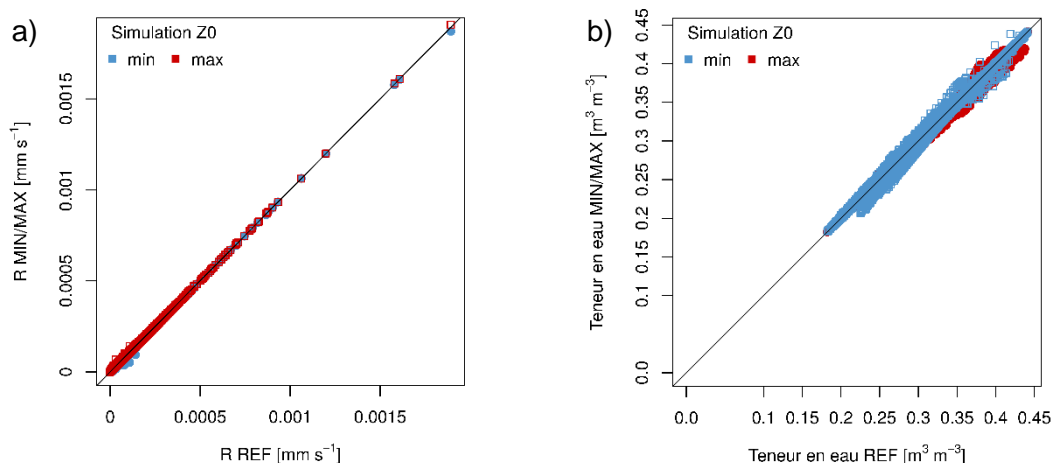 a)
Simulation Z0
min max
R MIN/MAX [mm s⁻¹]
0 0.0005 0.001 0.0015
0 0.0005 0.001 0.0015
R REF [mm s⁻¹]
b)
Simulation Z0
min max
Teneur en eau MIN/MAX [m³ m⁻³]
0.0 0.1 0.15 0.2 0.25 0.3 0.35 0.4 0.45
0.0 0.1 0.15 0.2 0.25 0.3 0.35 0.4 0.45
Teneur en eau REF [m³ m⁻³]